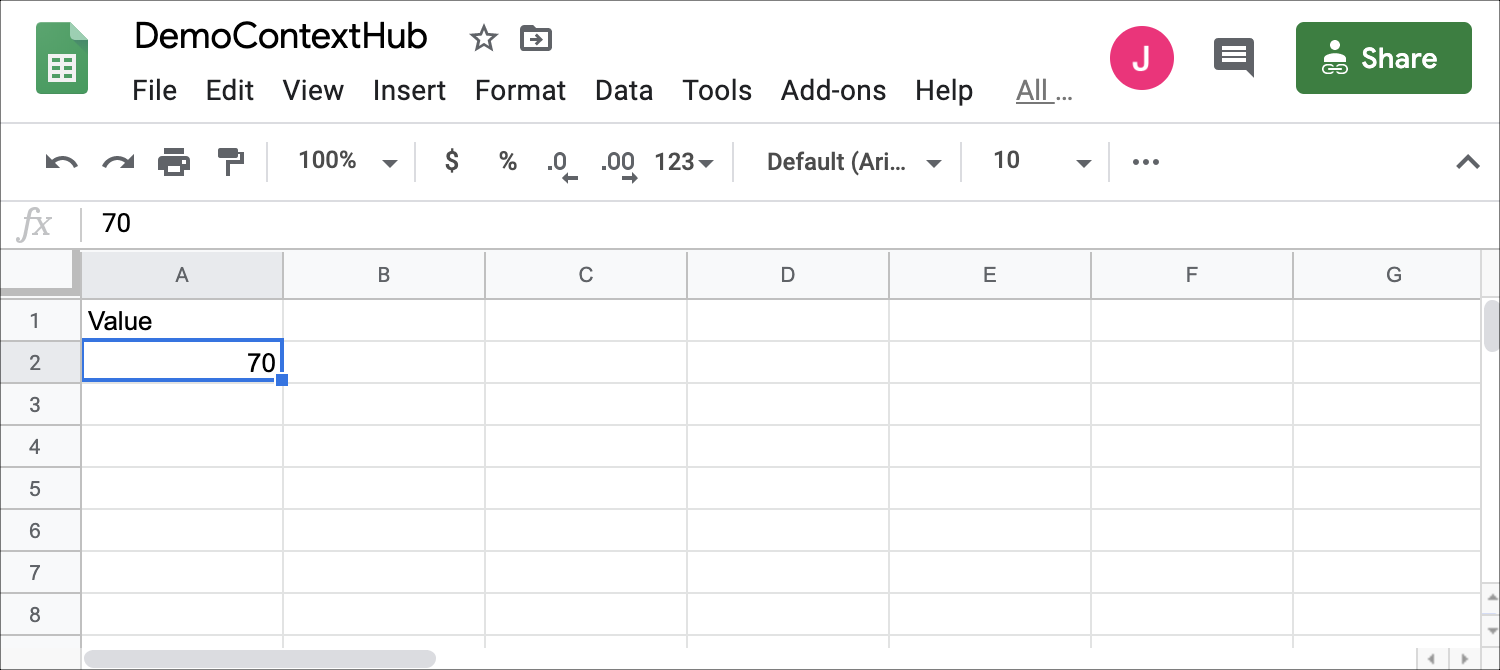 DemoContextHub
File Edit View Insert Format Data Tools Add-ons Help All ...
J
Share
100% $ % .0 .00 123 Default (Ari... 10
fx 70
A B C D E F G
1 Value
2 70
3
4
5
6
7
8